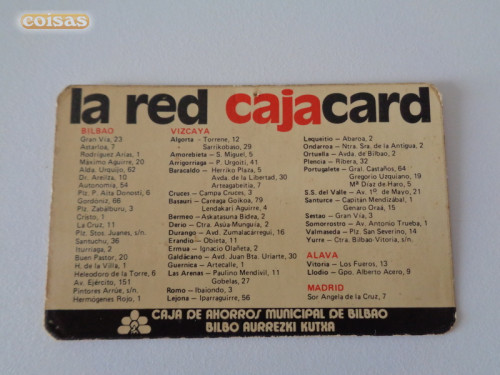 coisas
la red cajacard
BILBAO
Gran Vía, 23
Astarloa, 7
Rodríguez Arias, 1
Máximo Aguirre, 20
Alda. Urquijo, 62
Dr. Areilza, 10
Autonomía, 54
Plz. P. Alta Donosti, 6
Gordóniz, 66
Plz. Zabálburu, 3
Cristo, 1
La Cruz, 11
Plz. Stos. Juanes, s/n.
Santuchu, 36
Iturriaga, 2
Buen Pastor, 20
H. de la Villa, 1
Heleodoro de la Torre, 6
Av. Ejército, 151
Pintores Arrúe, s/n.
Hermógenes Rojo, 1
VIZCAYA
Algorta – Torrene, 12
" Sarrikobaso, 29
Amorebieta – S. Miguel, 5
Arrigorriaga – P. Urgoiti, 41
Baracaldo – Herriko Plaza, 5
Avda. de la Libertad, 30
Arteagabeitia,
Cruces – Campa Cruces, 3
Basauri – Careaga Goikoa, 79
Lendakari Aguirre, 4
Bermeo – Askatasuna Bidea, 2
Derio – Ctra. Asúa Munguía, 2
Durango – Avd. Zumalacárregui, 16
Erandio – Obieta, 11
Ermua – Ignacio Olañeta, 2
Galdácano – Avd. Juan Bta. Uriarte, 30
Guernica – Artecalle, 1
Las Arenas – Paulino Mendivil, 11
Gobelas, 27
Romo – Ibaiondo, 3
Lejona – Iparraguirre, 56
Lequeitio – Abaroa, 2
Ondarroa – Ntra. Sra. de la Antigua, 2
Ortuella – Avda. de Bilbao, 2
Plencia – Ribera, 32
Portugalete – Gral. Castaños, 64
Gregorio Uzquiano, 19
Mª Díaz de Haro, 5
S.S. del Valle – Av. 1º de Mayo, 21
Santurce – Capitán Mendizábal, 1
Genaro Oraá, 15
Sestao – Gran Vía, 3
Somorrostro – Av. Antonio Trueba, 1
Valmaseda – Plz. San Severino, 14
Yurre – Ctra. Bilbao-Vitoria, s/n.
ALAVA
Vitoria – Los Fueros, 13
Llodio – Gpo. Alberto Acero, 9
MADRID
Sor Angela de la Cruz, 7
CAJA DE AHORROS MUNICIPAL DE BILBAO
BILBO AURREZKI KUTXA